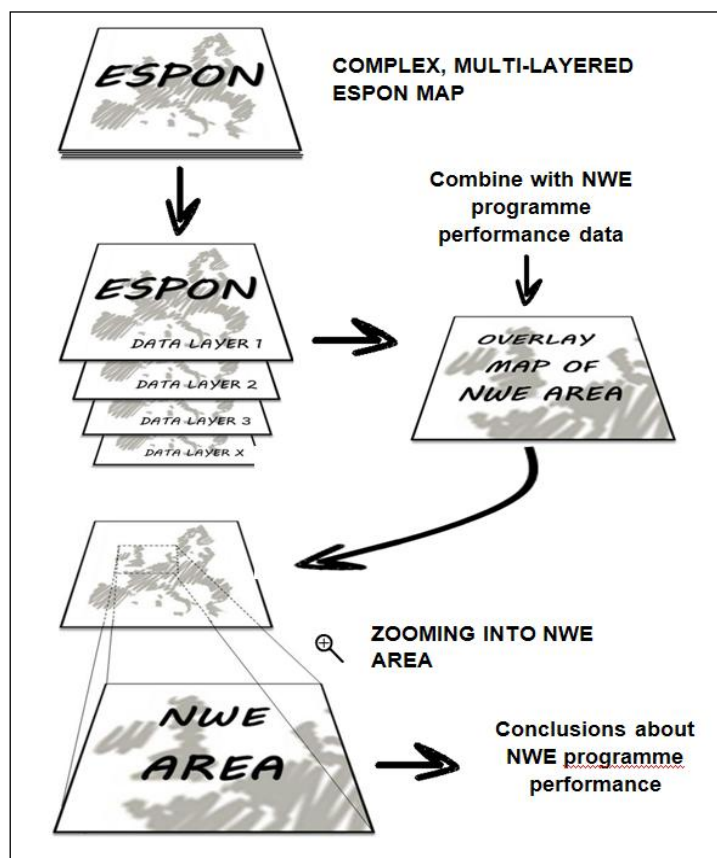 ESPON
COMPLEX, MULTI-LAYERED
ESPON MAP
Combine with NWE
programme
performance data
ESPON
DATA LAYER 1
DATA LAYER 2
DATA LAYER 3
DATA LAYER X
OVERLAY
MAP OF
NWE AREA
ZOOMING INTO NWE
AREA
NWE
AREA
Conclusions about
NWE programme
performance